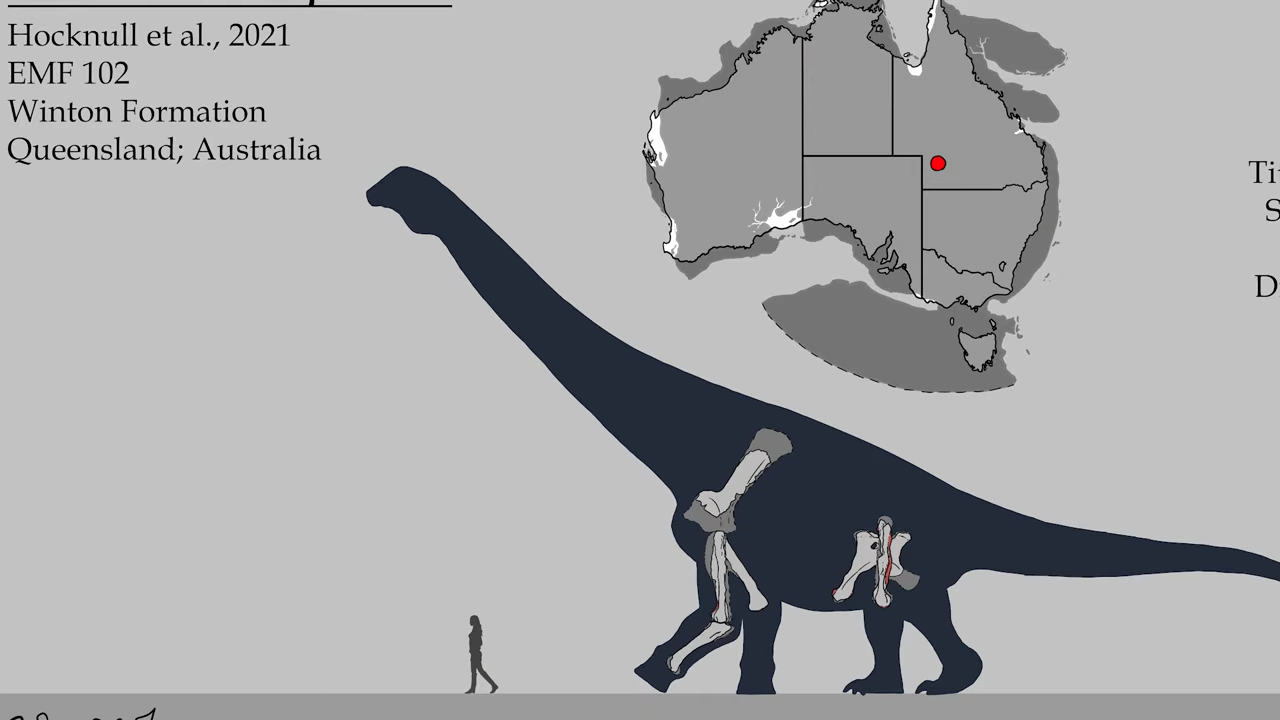 Hocknull et al., 2021
EMF 102
Winton Formation
Queensland; Australia